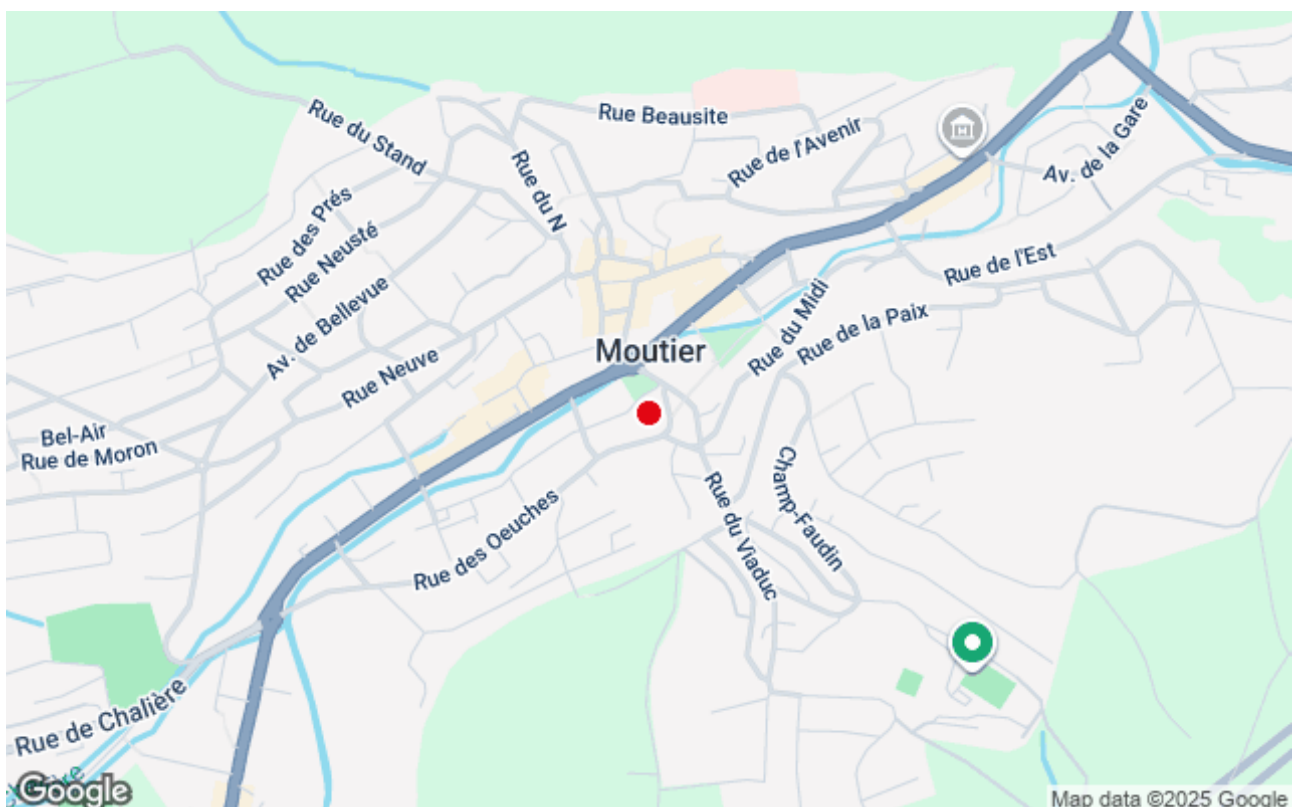 Rue Beausite
Rue du Stand
Rue de l'Avenir
Av. de la Gare
Rue du N
Rue des Prés
Rue Neusté
Av. de Bellevue
Rue de l'Est
Rue du Midi
Rue de la Paix
Moutier
Rue Neuve
Bel-Air
Rue de Moron
Champ-Faudin
Rue du Viaduc
Rue des Oeuches
Rue de Chalière
Google
Map data ©2025 Google